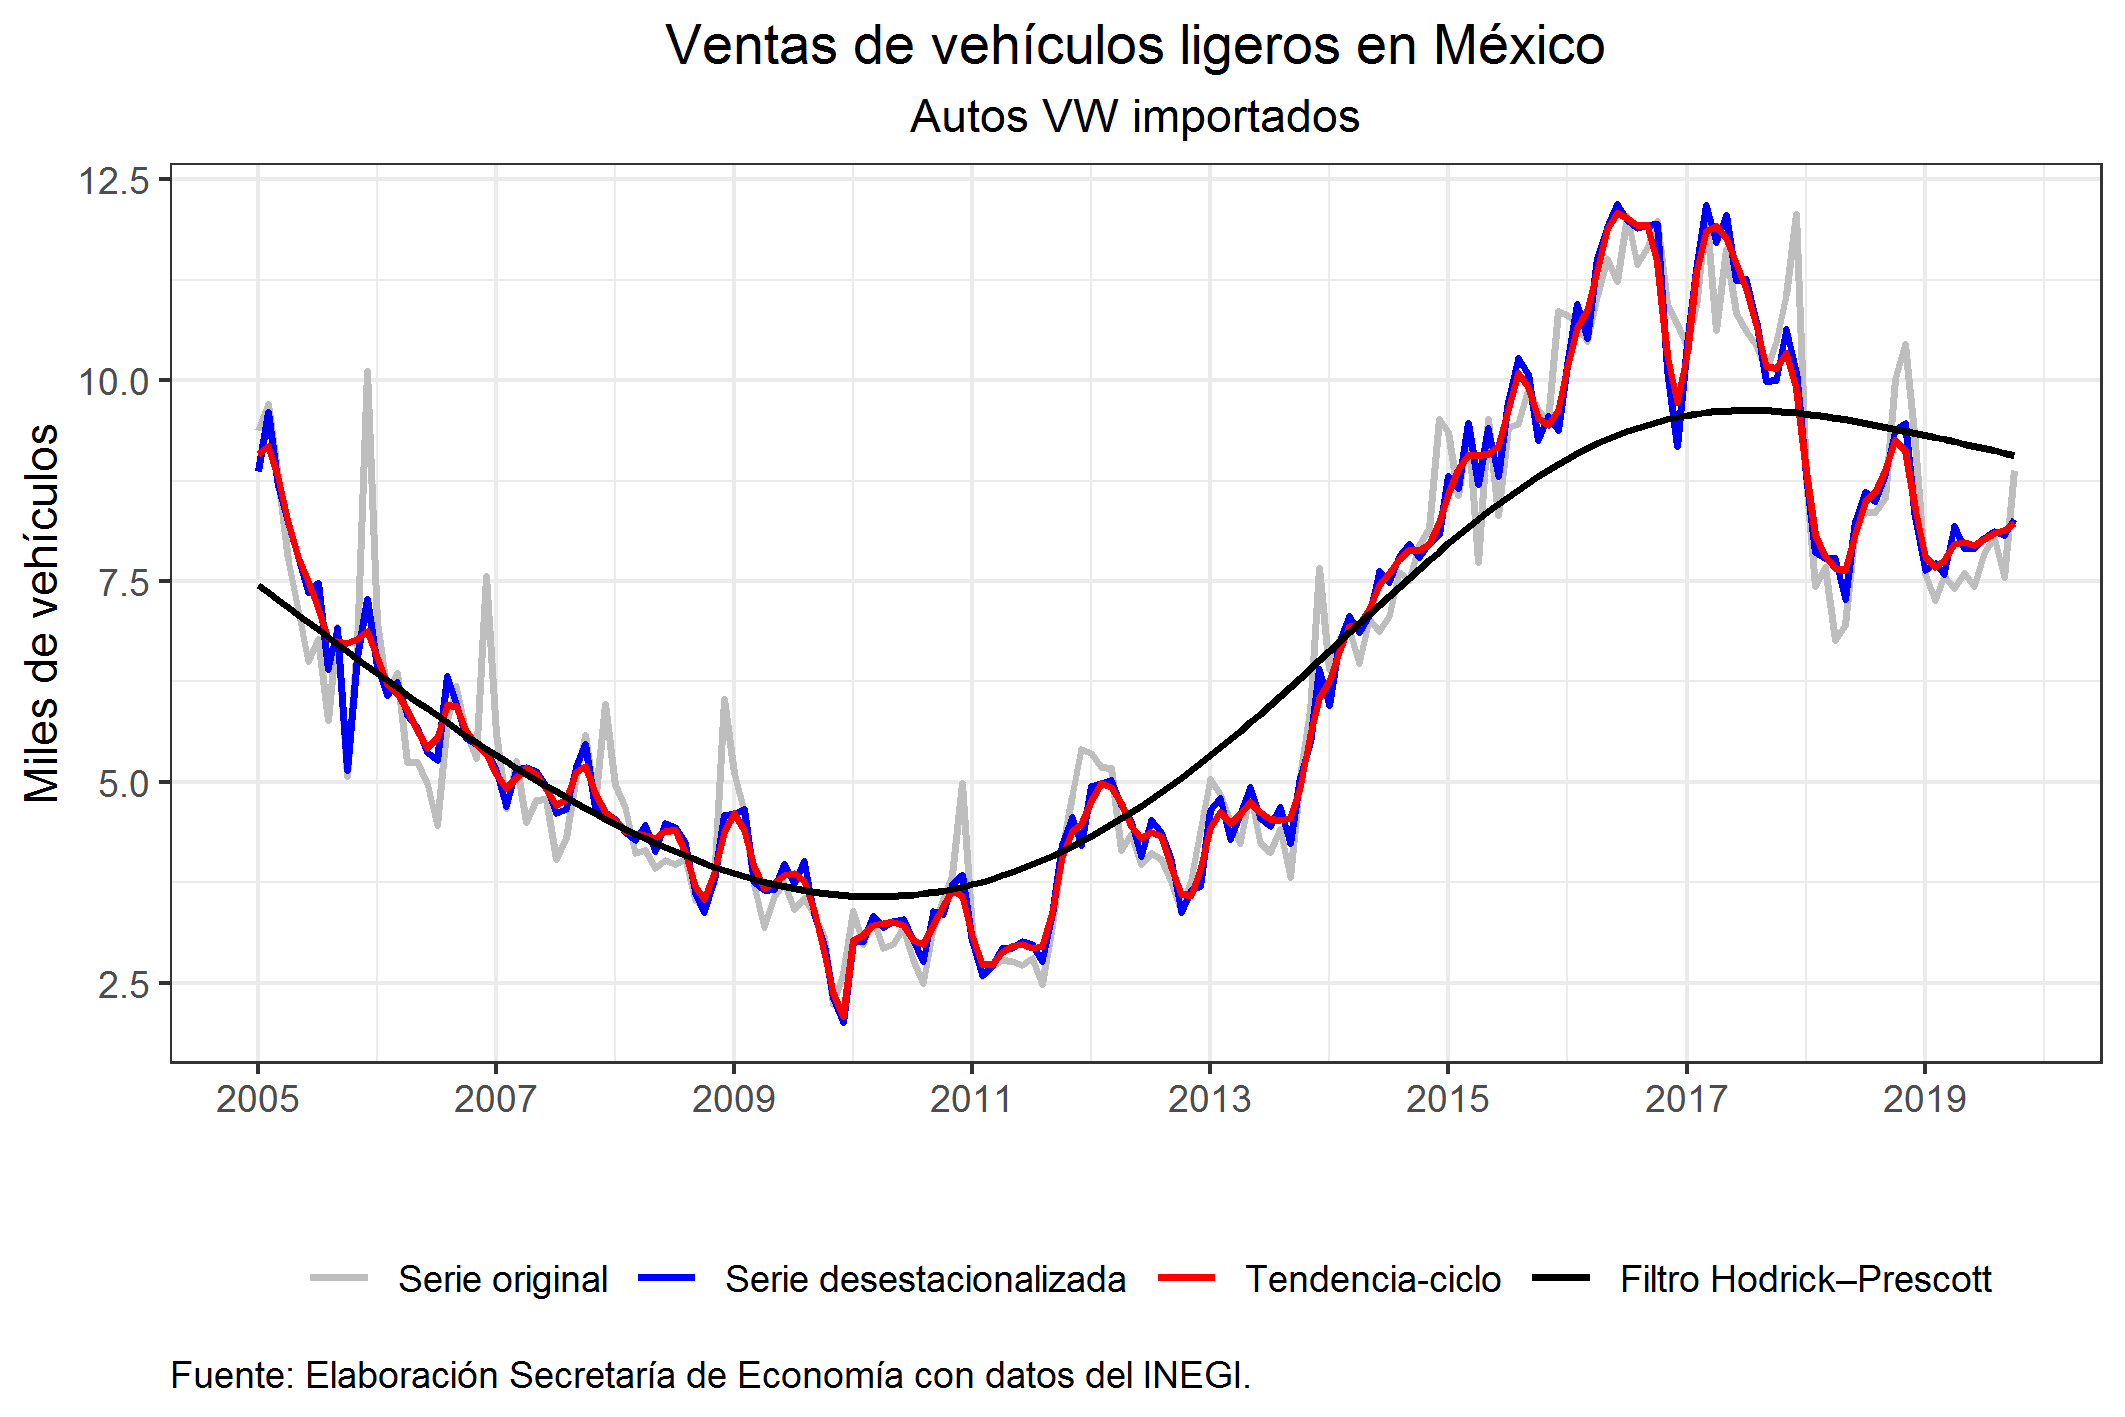 Ventas de vehículos ligeros en México
Autos VW importados
Miles de vehículos
12.5
10.0
7.5
5.0
2.5
2005 2007 2009 2011 2013 2015 2017 2019
Serie original Serie desestacionalizada Tendencia-ciclo Filtro Hodrick–Prescott
Fuente: Elaboración Secretaría de Economía con datos del INEGI.